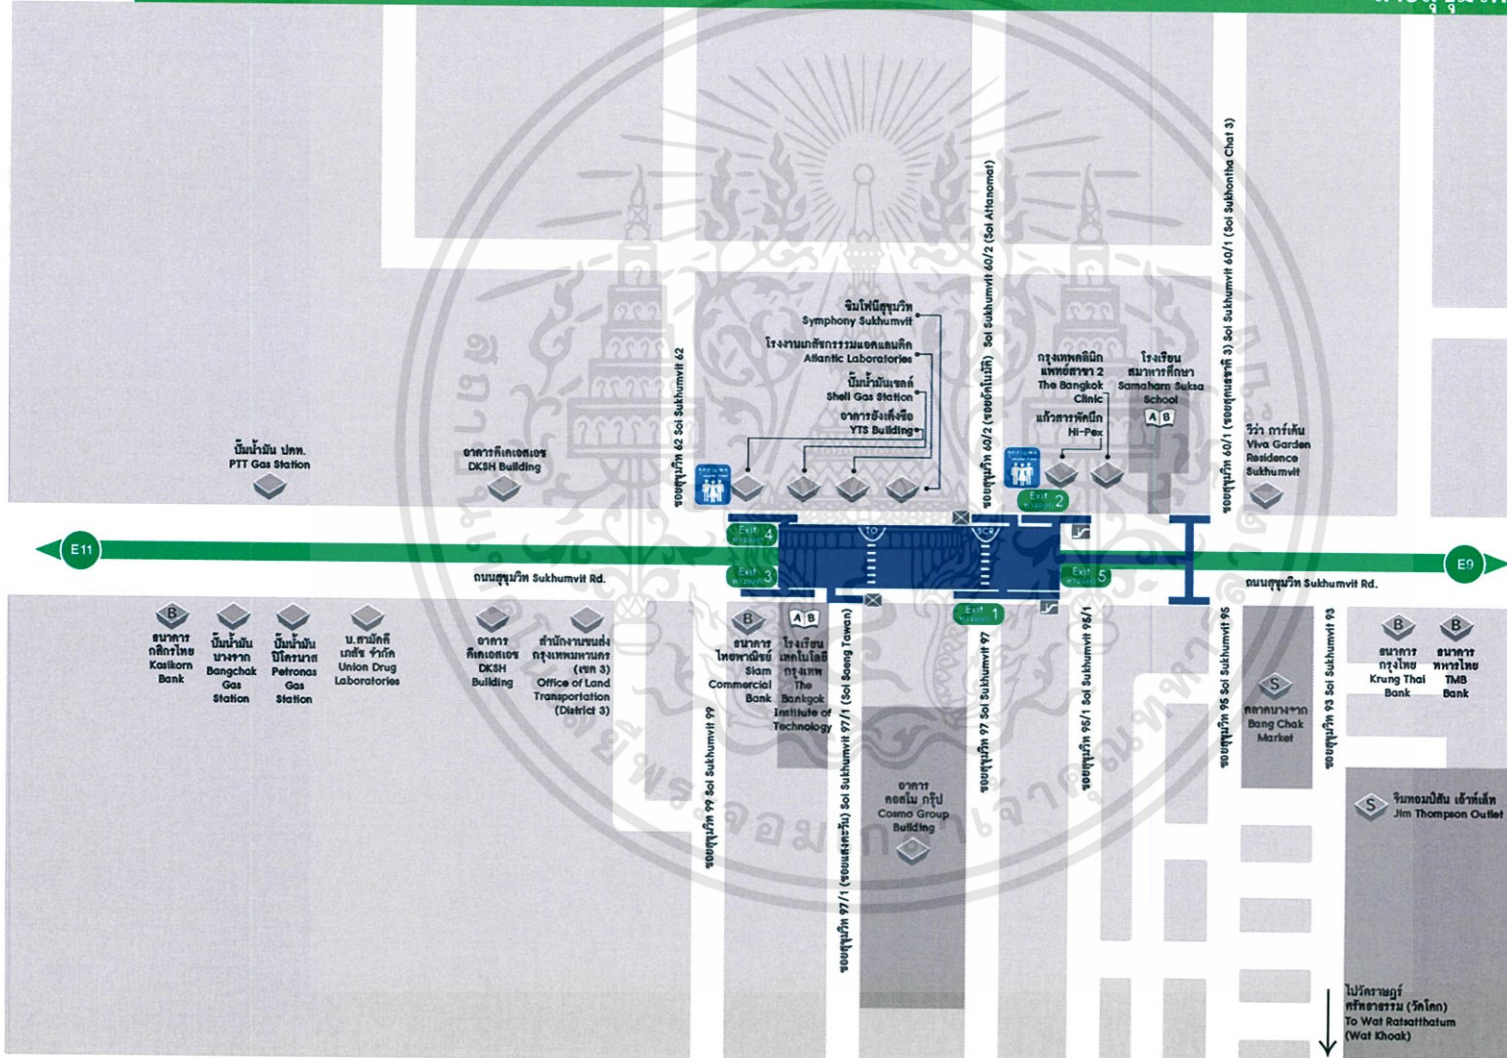 ซอยสุขุมวิท 62 Soi Sukhumvit 62
ซอยสุขุมวิท 60/2 (ซอยอัตโนมัติ) Soi Sukhumvit 60/2 (Soi Attanomat)
ซอยสุขุมวิท 60/1 (ซอยสุคนธชาติ 3) Soi Sukhumvit 60/1 (Soi Sukhontha Chat 3)
ซิมโฟนีสุขุมวิท
Symphony Sukhumvit
โรงงานเภสัชกรรมแอตแลนติค
Atlantic Laboratories
ปั๊มน้ำมันเชลล์
Shell Gas Station
อาคารยังเต็งซือ
YTS Building
กรุงเทพคลินิก
แพทย์สาขา 2
The Bangkok
Clinic
แก้วสารพัดนึก
Hi-Pex
โรงเรียน
สมาหารศึกษา
Samaharn Suksa
School
A B
วีว่า การ์เด้น
Viva Garden
Residence
Sukhumvit
ปั๊มน้ำมัน ปตท.
PTT Gas Station
อาคารดีเคเอสเอช
DKSH Building
Exit 2
Exit 4
TO
SCR
E11
Exit 3
Exit 5
E9
ถนนสุขุมวิท Sukhumvit Rd.
ถนนสุขุมวิท Sukhumvit Rd.
Exit 1
B
ธนาคาร
กสิกรไทย
Kasikorn
Bank
ปั๊มน้ำมัน
บางจาก
Bangchak
Gas
Station
ปั๊มน้ำมัน
ปิโตรนาส
Petronas
Gas
Station
บ.สามัคคี
เภสัช จำกัด
Union Drug
Laboratories
อาคาร
ดีเคเอสเอช
DKSH
Building
สำนักงานขนส่ง
กรุงเทพมหานคร
(เขต 3)
Office of Land
Transportation
(District 3)
B
ธนาคาร
ไทยพาณิชย์
Siam
Commercial
Bank
A B
โรงเรียน
เทคโนโลยี
กรุงเทพ
The
Bangkok
Institute of
Technology
ซอยสุขุมวิท 99 Soi Sukhumvit 99
ซอยสุขุมวิท 97/1 (ซอยแสงตะวัน) Soi Sukhumvit 97/1 (Soi Saeng Tawan)
อาคาร
คอสโม กรุ๊ป
Cosmo Group
Building
ซอยสุขุมวิท 97 Soi Sukhumvit 97
ซอยสุขุมวิท 95/1 Soi Sukhumvit 95/1
ซอยสุขุมวิท 95 Soi Sukhumvit 95
S
ตลาดบางจาก
Bang Chak
Market
ซอยสุขุมวิท 93 Soi Sukhumvit 93
B
ธนาคาร
กรุงไทย
Krung Thai
Bank
B
ธนาคาร
ทหารไทย
TMB
Bank
S
จิมทอมป์สัน เอ้าท์เล็ท
Jim Thompson Outlet
ไปวัดราษฎร์
ศรัทธาธรรม (วัดโคก)
To Wat Ratsatthatum
(Wat Khoak)